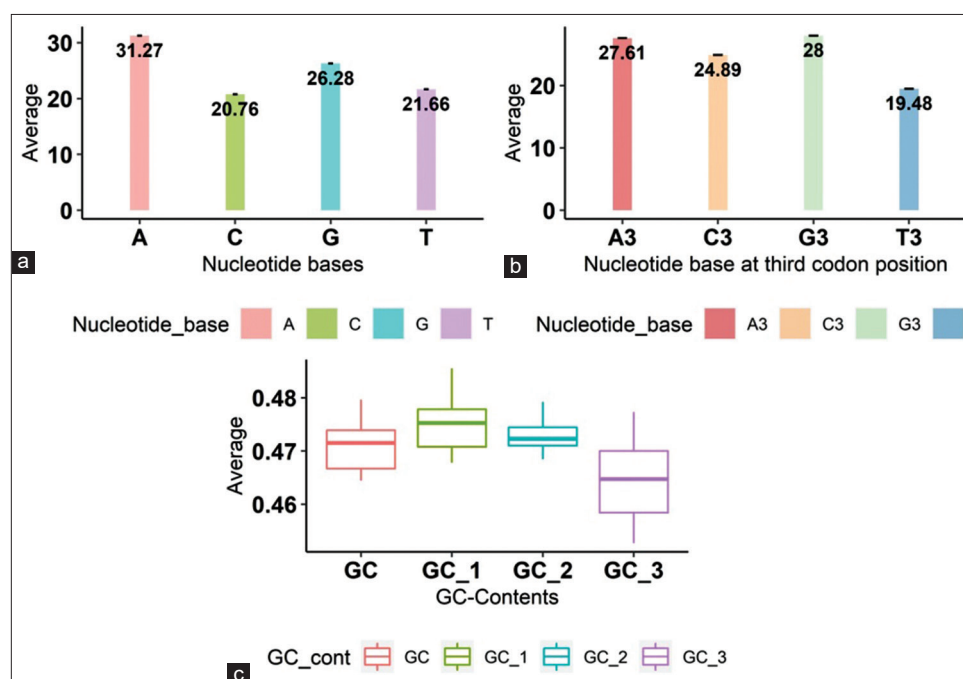 30
20
10
0
Average
31.27
20.76
26.28
21.66
A C G T
Nucleotide bases
a
Nucleotide_base A C G T
20
10
0
Average
27.61
24.89
28
19.48
A3 C3 G3 T3
Nucleotide base at third codon position
b
Nucleotide_base A3 C3 G3
0.48
0.47
0.46
Average
GC GC_1 GC_2 GC_3
GC-Contents
GC_cont GC GC_1 GC_2 GC_3
c